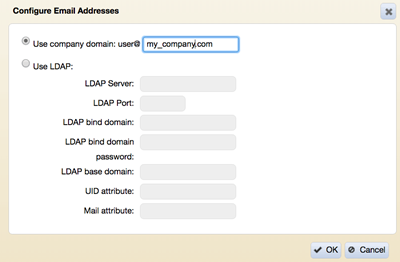 Configure Email Addresses
Use company domain: user@ my_company.com
Use LDAP:
LDAP Server:
LDAP Port:
LDAP bind domain:
LDAP bind domain
password:
LDAP base domain:
UID attribute:
Mail attribute:
OK Cancel